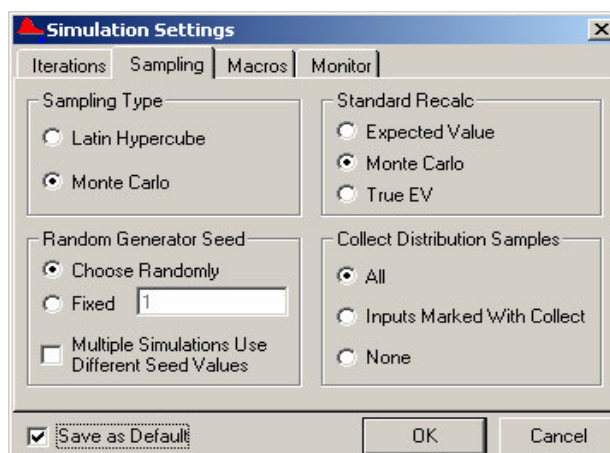 Simulation Settings
Iterations Sampling Macros Monitor
Sampling Type
Latin Hypercube
Monte Carlo
Standard Recalc
Expected Value
Monte Carlo
True EV
Random Generator Seed
Choose Randomly
Fixed 1
Multiple Simulations Use
Different Seed Values
Collect Distribution Samples
All
Inputs Marked With Collect
None
Save as Default
OK
Cancel